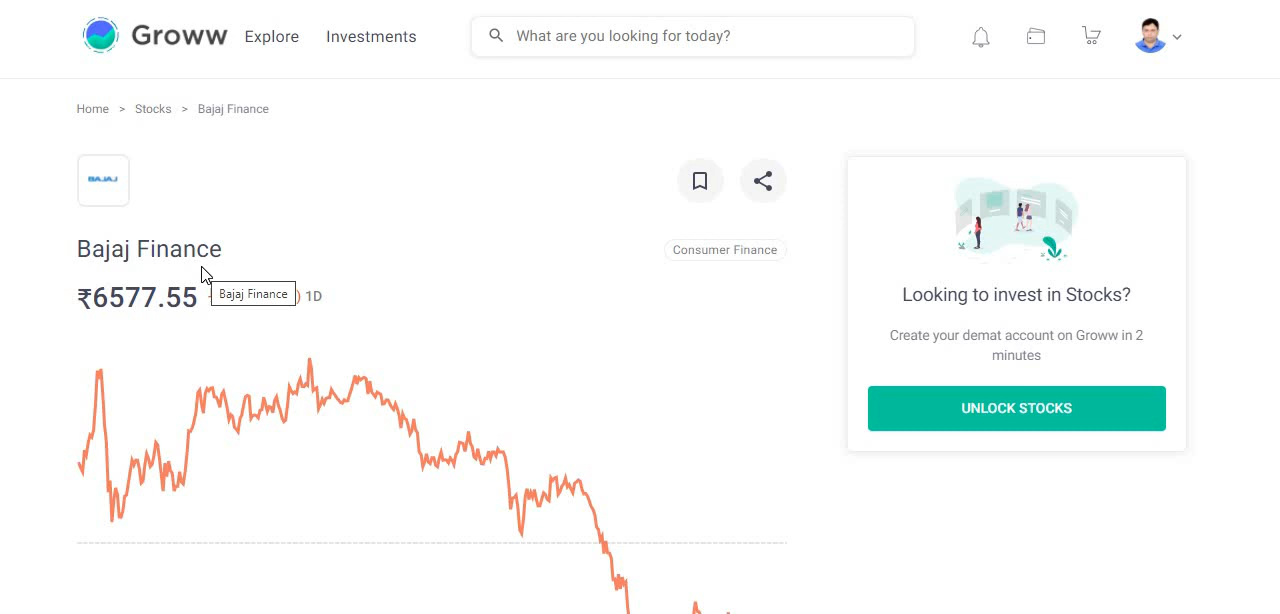 Groww
Explore
Investments
What are you looking for today?
Home > Stocks > Bajaj Finance
BAJAJ
Bajaj Finance
Consumer Finance
₹6577.55
Bajaj Finance
) 1D
Looking to invest in Stocks?
Create your demat account on Groww in 2
minutes
UNLOCK STOCKS